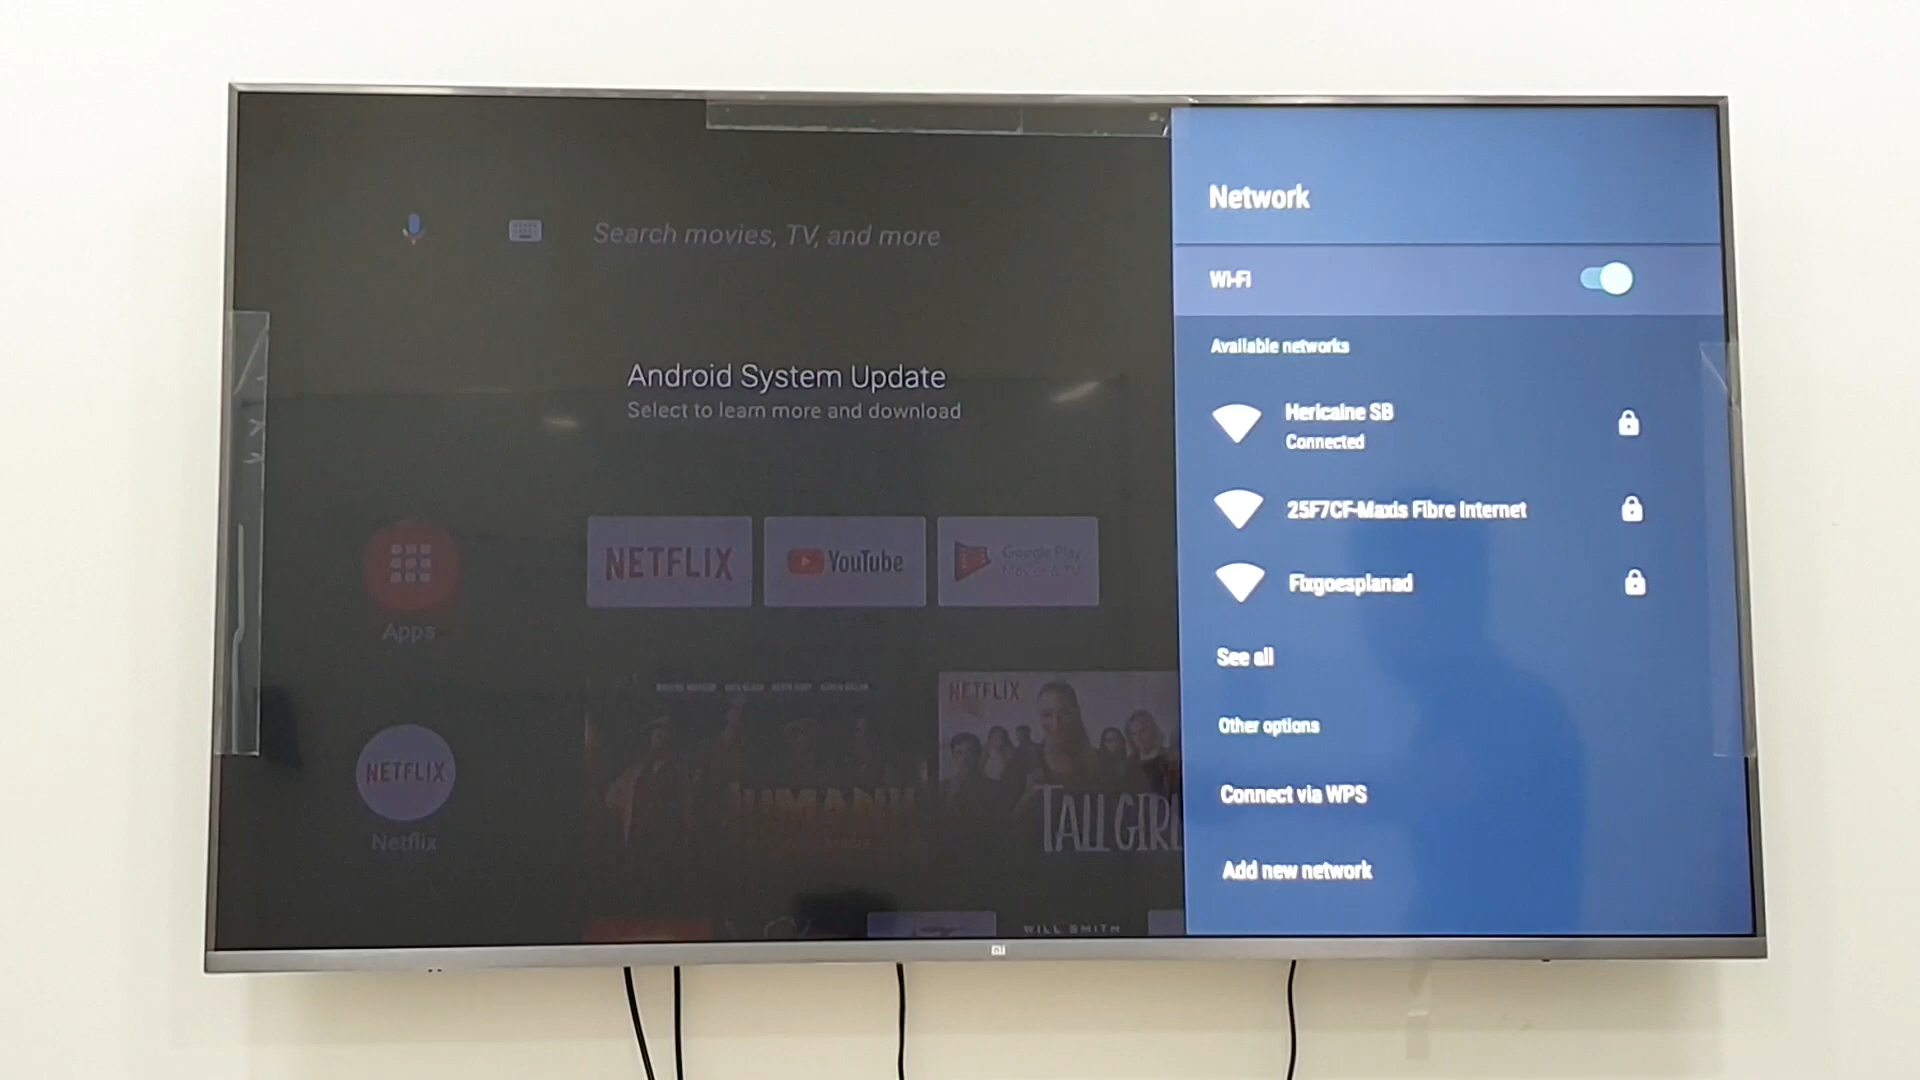 Search movies, TV, and more
Android System Update
Select to learn more and download
NETFLIX
YouTube
Google Play
Movies & TV
Apps
NETFLIX
Netflix
NETFLIX
TALL GIRL
WILL SMITH
mi
Network
Wi-Fi
Available networks
Hericaine SB
Connected
25F7CF-Maxis Fibre Internet
Fixgoesplanad
See all
Other options
Connect via WPS
Add new network